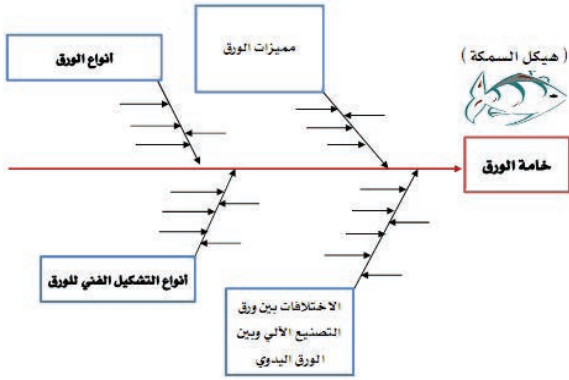 ( هيكل السمكة )
مميزات الورق
أنواع الورق
خامة الورق
أنواع التشكيل الفني للورق
الاختلافات بين ورق
التصنيع الألي وبين
الورق اليدوي